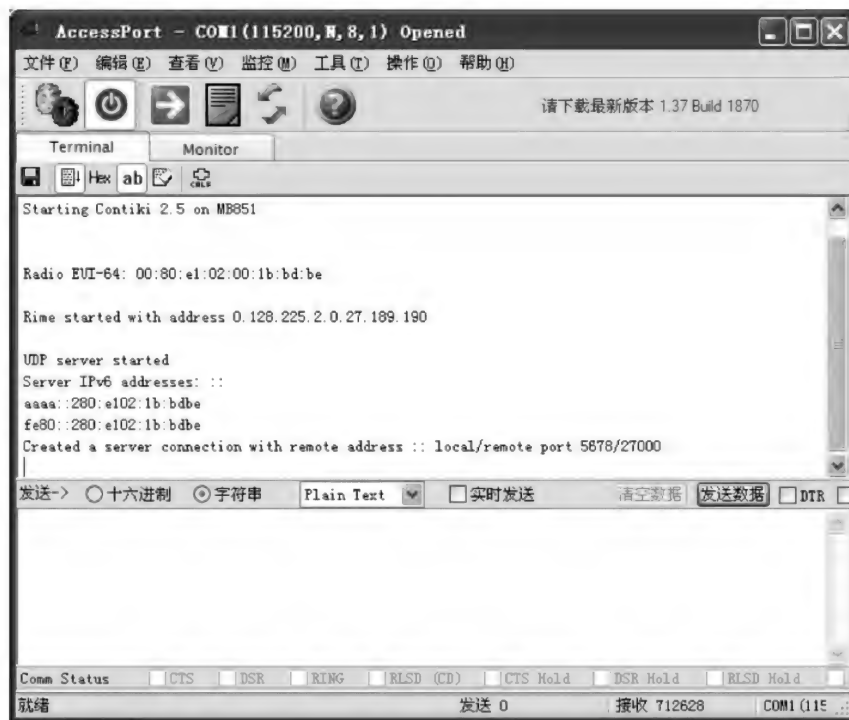 AccessPort - COM1(115200,N,8,1) Opened
文件(F) 编辑(E) 查看(V) 监控(M) 工具(T) 操作(O) 帮助(H)
请下载最新版本 1.37 Build 1870
Terminal Monitor
Hex ab CBLS
Starting Contiki 2.5 on MB851
Radio EUI-64: 00:80:e1:02:00:1b:bd:be
Rime started with address 0.128.225.2.0.27.189.190
UDP server started
Server IPv6 addresses: ::
aaaa::280:e102:1b:bdbe
fe80::280:e102:1b:bdbe
Created a server connection with remote address :: local/remote port 5678/27000
发送-> 十六进制 字符串 Plain Text 实时发送 清空数据 发送数据 DTR
Comm Status CTS DSR RING RLSD (CD) CTS Hold DSR Hold RLSD Hold
就绪 发送 0 接收 712628 COM1 (115